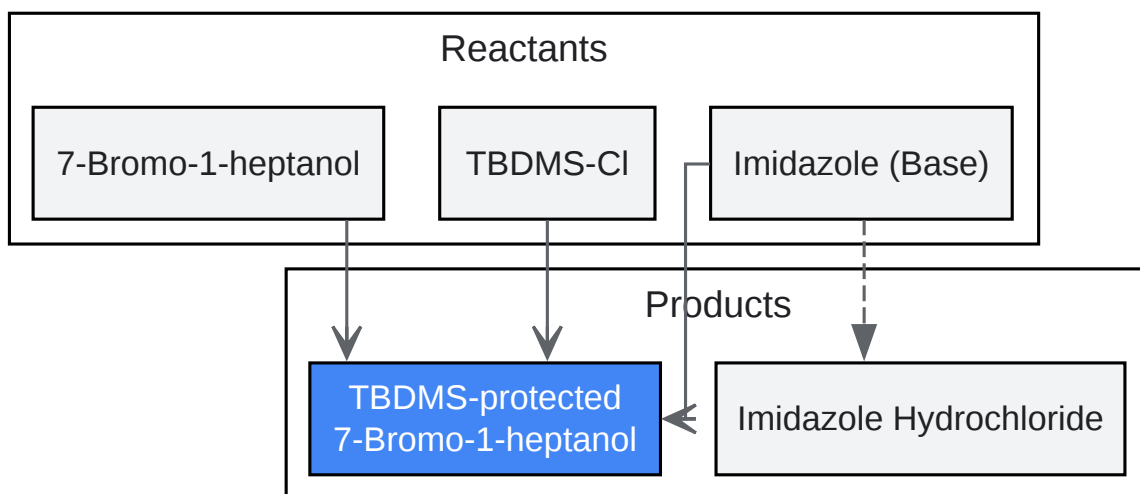 Reactants
7-Bromo-1-heptanol
TBDMS-Cl
Imidazole (Base)
Products
TBDMS-protected
7-Bromo-1-heptanol
Imidazole Hydrochloride